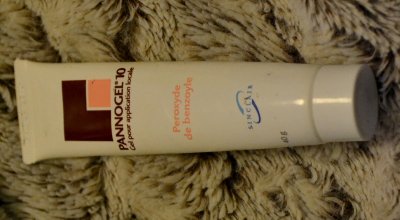 PANNOGEL® 10
Gel pour application locale
Peroxyde
de benzoyle
SINCLAIR